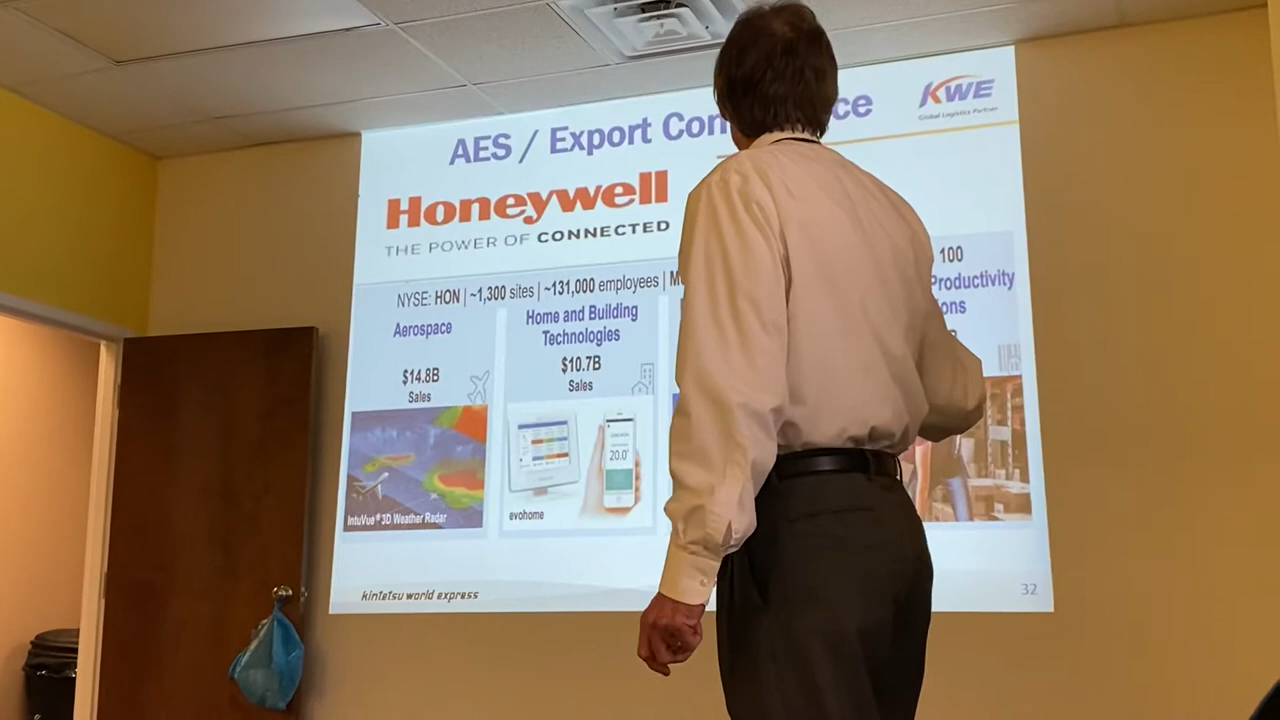 AES / Export Con ce
KWE
Global Logistics Partner
Honeywell
THE POWER OF CONNECTED
NYSE: HON | ~1,300 sites | ~131,000 employees | 100
Aerospace
$14.8B
Sales
IntuVue® 3D Weather Radar
Home and Building
Technologies
$10.7B
Sales
20.0°
evohome
Productivity
ons
kintetsu world express
32